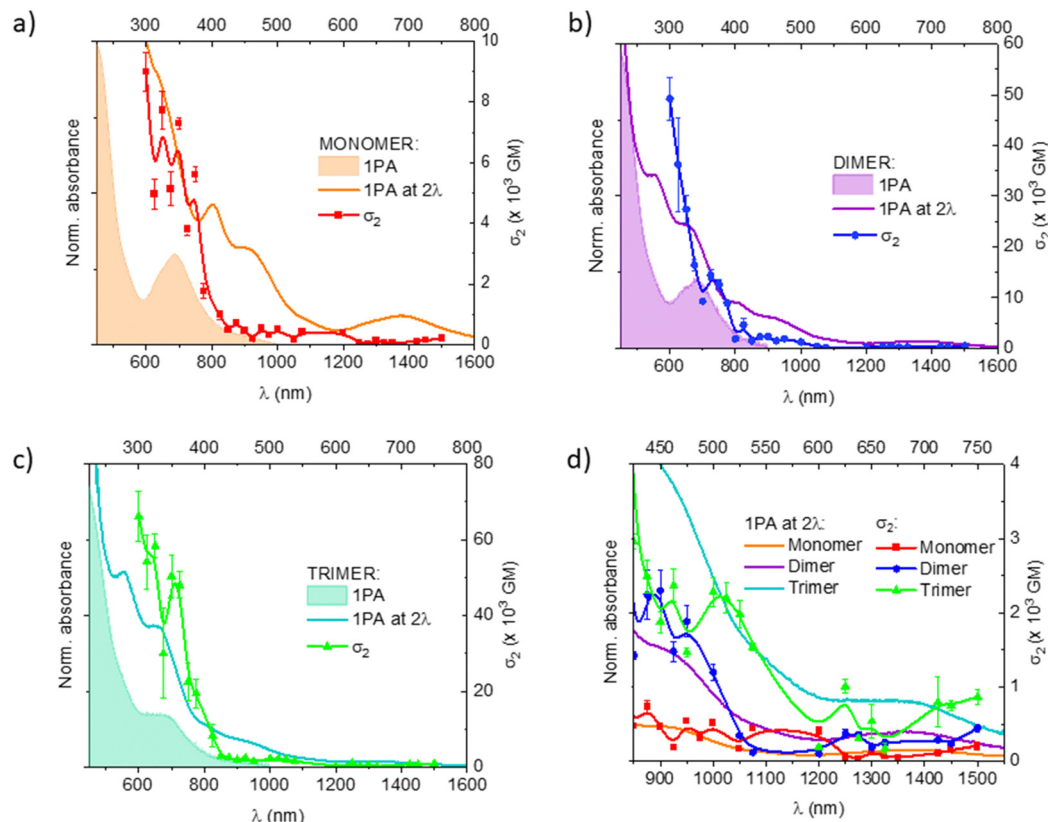 a)
300 400 500 600 700 800
Norm. absorbance
MONOMER:
1PA
1PA at 2λ
σ2
10
8
6
4
2
0
σ2 (x 10³ GM)
600 800 1000 1200 1400 1600
λ (nm)
b)
300 400 500 600 700 800
Norm. absorbance
DIMER:
1PA
1PA at 2λ
σ2
60
50
40
30
20
10
0
σ2 (x 10³ GM)
600 800 1000 1200 1400 1600
λ (nm)
c)
300 400 500 600 700 800
Norm. absorbance
TRIMER:
1PA
1PA at 2λ
σ2
80
60
40
20
0
σ2 (x 10³ GM)
600 800 1000 1200 1400 1600
λ (nm)
d)
450 500 550 600 650 700 750
Norm. absorbance
1PA at 2λ: σ2:
Monomer Monomer
Dimer Dimer
Trimer Trimer
4
3
2
1
0
σ2 (x 10³ GM)
900 1000 1100 1200 1300 1400 1500
λ (nm)